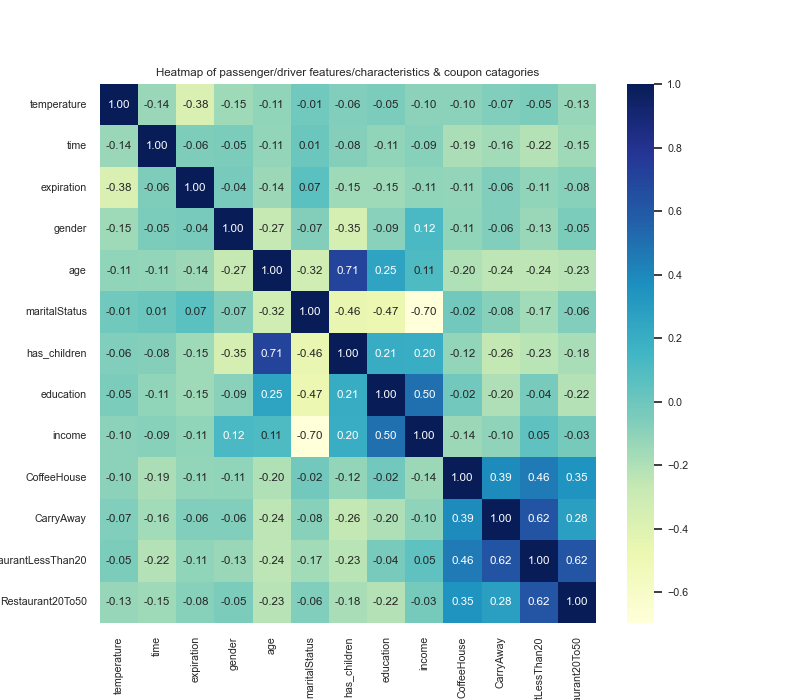 Heatmap of passenger/driver features/characteristics & coupon catagories
temperature 1.00 -0.14 -0.38 -0.15 -0.11 -0.01 -0.06 -0.05 -0.10 -0.10 -0.07 -0.05 -0.13
time -0.14 1.00 -0.06 -0.05 -0.11 0.01 -0.08 -0.11 -0.09 -0.19 -0.16 -0.22 -0.15
expiration -0.38 -0.06 1.00 -0.04 -0.14 0.07 -0.15 -0.15 -0.11 -0.11 -0.06 -0.11 -0.08
gender -0.15 -0.05 -0.04 1.00 -0.27 -0.07 -0.35 -0.09 0.12 -0.11 -0.06 -0.13 -0.05
age -0.11 -0.11 -0.14 -0.27 1.00 -0.32 0.71 0.25 0.11 -0.20 -0.24 -0.24 -0.23
maritalStatus -0.01 0.01 0.07 -0.07 -0.32 1.00 -0.46 -0.47 -0.70 -0.02 -0.08 -0.17 -0.06
has_children -0.06 -0.08 -0.15 -0.35 0.71 -0.46 1.00 0.21 0.20 -0.12 -0.26 -0.23 -0.18
education -0.05 -0.11 -0.15 -0.09 0.25 -0.47 0.21 1.00 0.50 -0.02 -0.20 -0.04 -0.22
income -0.10 -0.09 -0.11 0.12 0.11 -0.70 0.20 0.50 1.00 -0.14 -0.10 0.05 -0.03
CoffeeHouse -0.10 -0.19 -0.11 -0.11 -0.20 -0.02 -0.12 -0.02 -0.14 1.00 0.39 0.46 0.35
CarryAway -0.07 -0.16 -0.06 -0.06 -0.24 -0.08 -0.26 -0.20 -0.10 0.39 1.00 0.62 0.28
aurantLessThan20 -0.05 -0.22 -0.11 -0.13 -0.24 -0.17 -0.23 -0.04 0.05 0.46 0.62 1.00 0.62
Restaurant20To50 -0.13 -0.15 -0.08 -0.05 -0.23 -0.06 -0.18 -0.22 -0.03 0.35 0.28 0.62 1.00
temperature
time
expiration
gender
age
maritalStatus
has_children
education
income
CoffeeHouse
CarryAway
tLessThan20
aurant20To50
1.0
0.8
0.6
0.4
0.2
0.0
-0.2
-0.4
-0.6